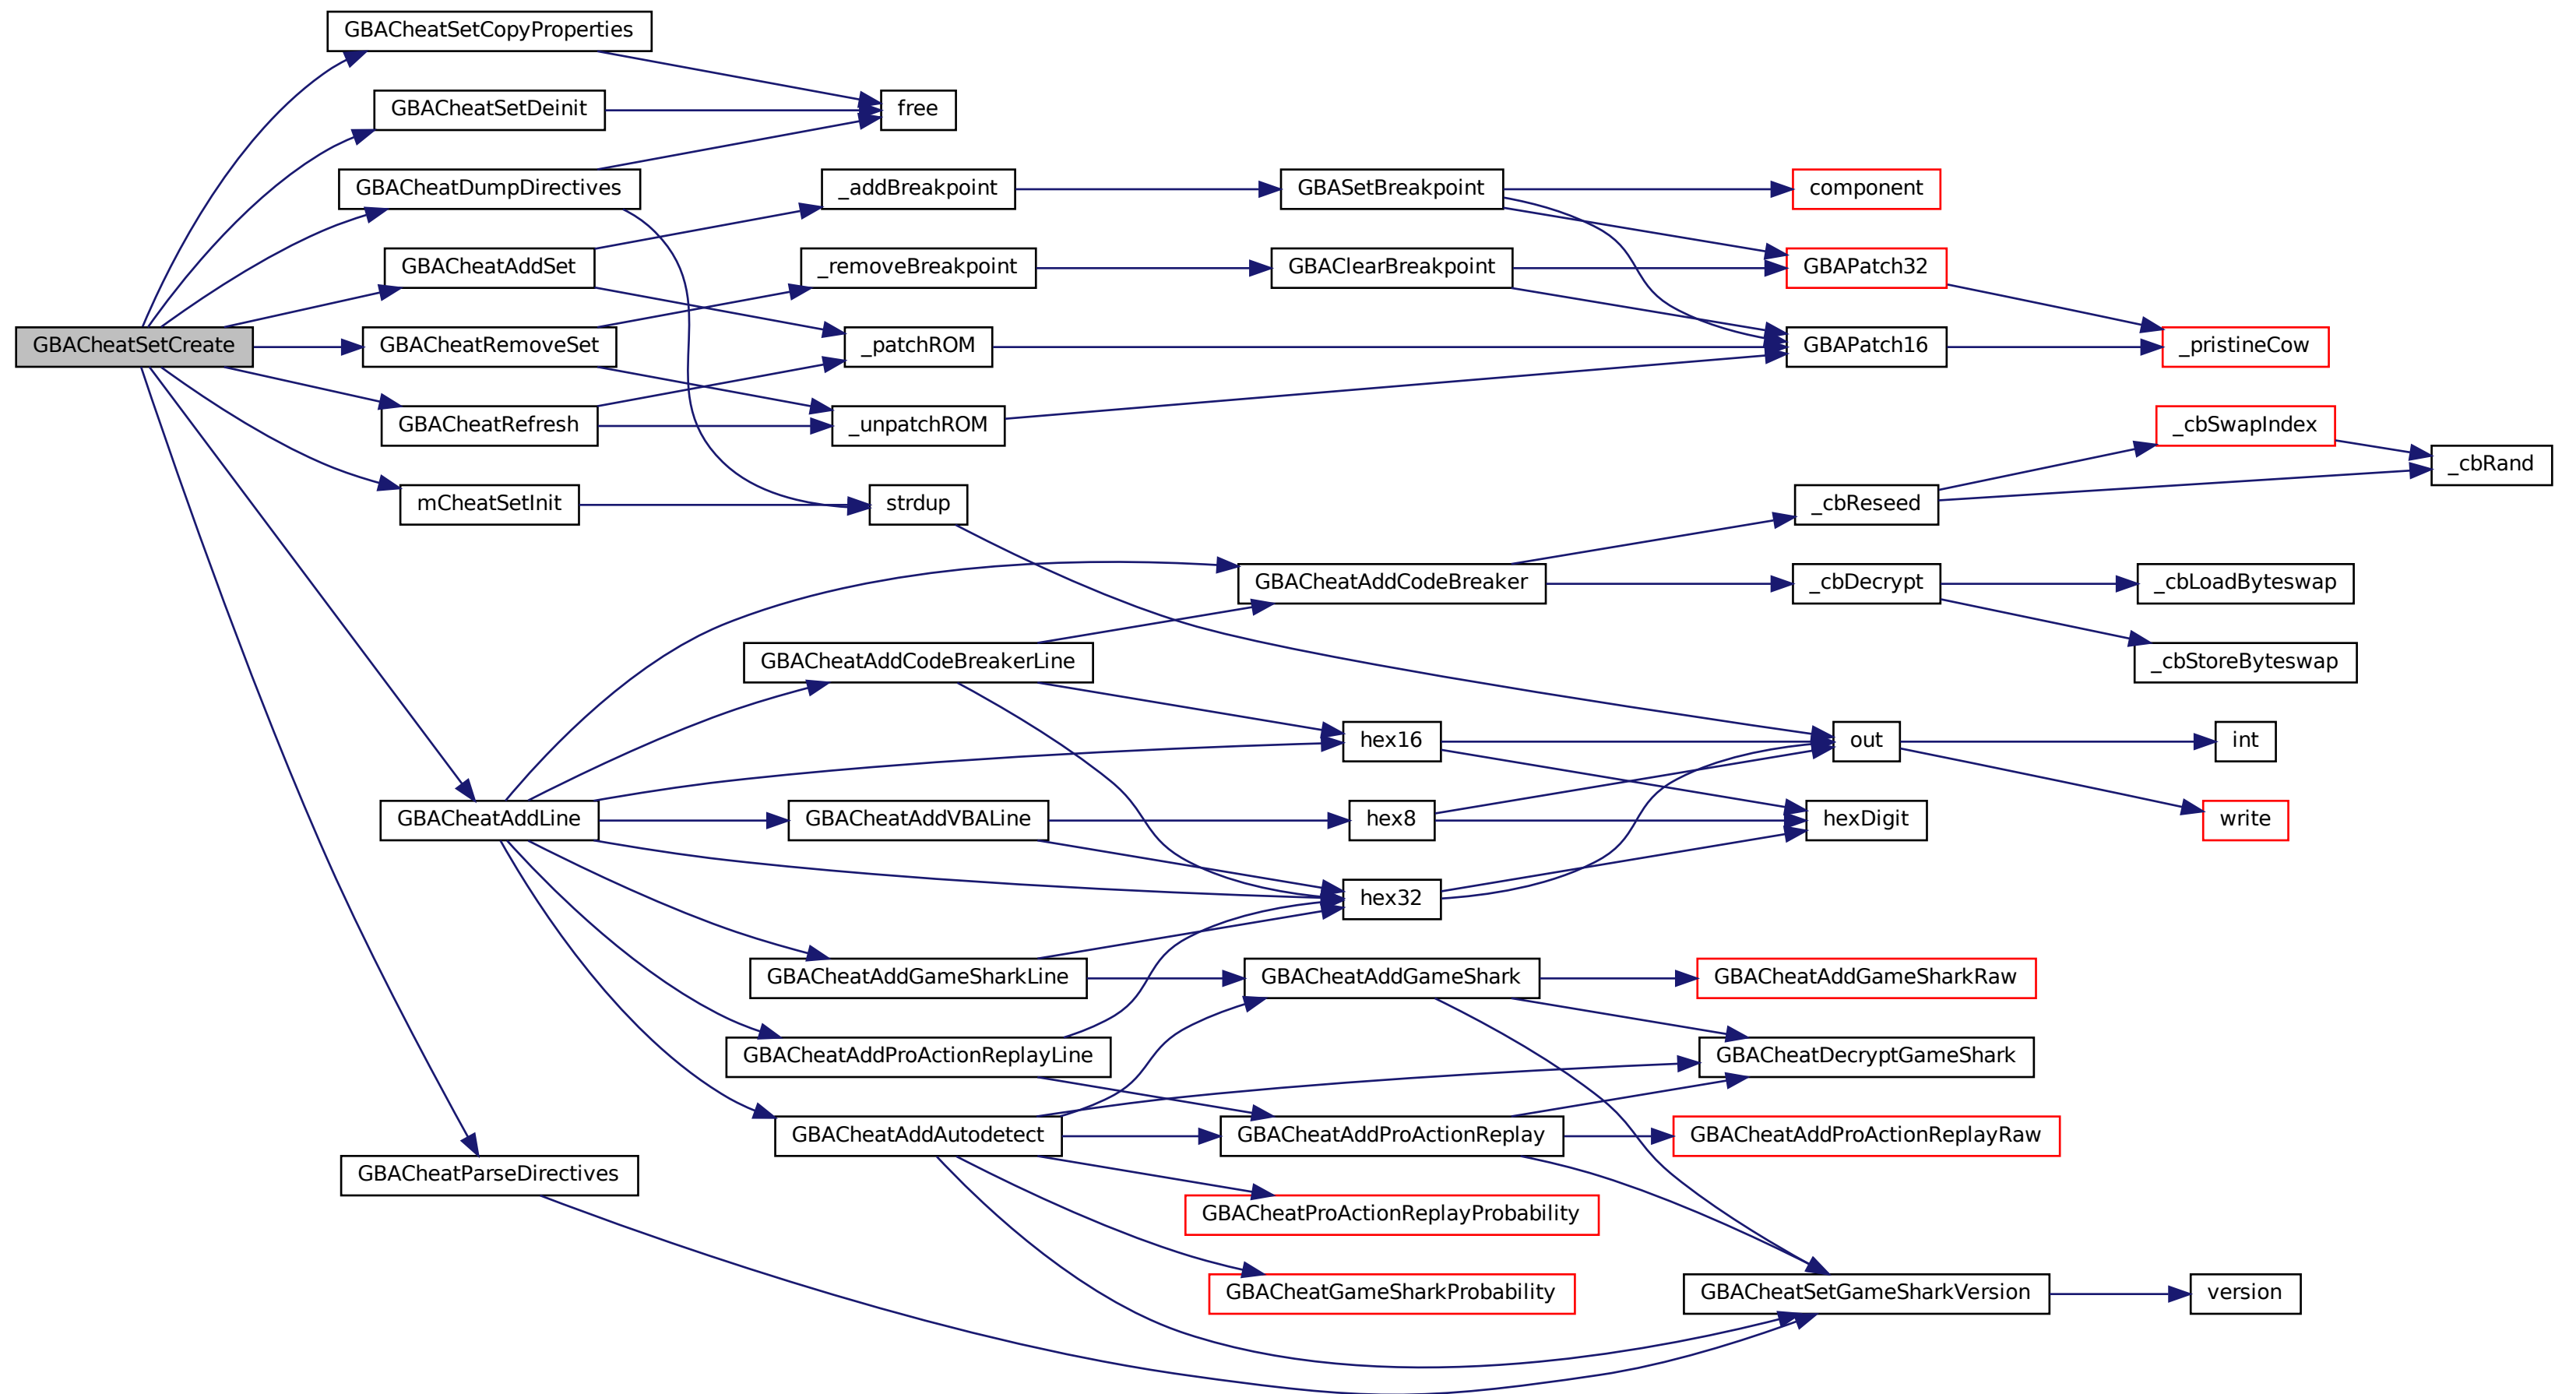 GBACheatSetCopyProperties
GBACheatSetDeinit
free
GBACheatDumpDirectives
_addBreakpoint
GBASetBreakpoint
component
GBACheatAddSet
_removeBreakpoint
GBAClearBreakpoint
GBAPatch32
GBACheatSetCreate
GBACheatRemoveSet
_patchROM
GBAPatch16
_pristineCow
GBACheatRefresh
_unpatchROM
_cbSwapIndex
_cbRand
mCheatSetInit
strdup
_cbReseed
GBACheatAddCodeBreaker
_cbDecrypt
_cbLoadByteswap
GBACheatAddCodeBreakerLine
_cbStoreByteswap
hex16
out
int
GBACheatAddLine
GBACheatAddVBALine
hex8
hexDigit
write
hex32
GBACheatAddGameSharkLine
GBACheatAddGameShark
GBACheatAddGameSharkRaw
GBACheatAddProActionReplayLine
GBACheatDecryptGameShark
GBACheatAddAutodetect
GBACheatAddProActionReplay
GBACheatAddProActionReplayRaw
GBACheatParseDirectives
GBACheatProActionReplayProbability
GBACheatGameSharkProbability
GBACheatSetGameSharkVersion
version